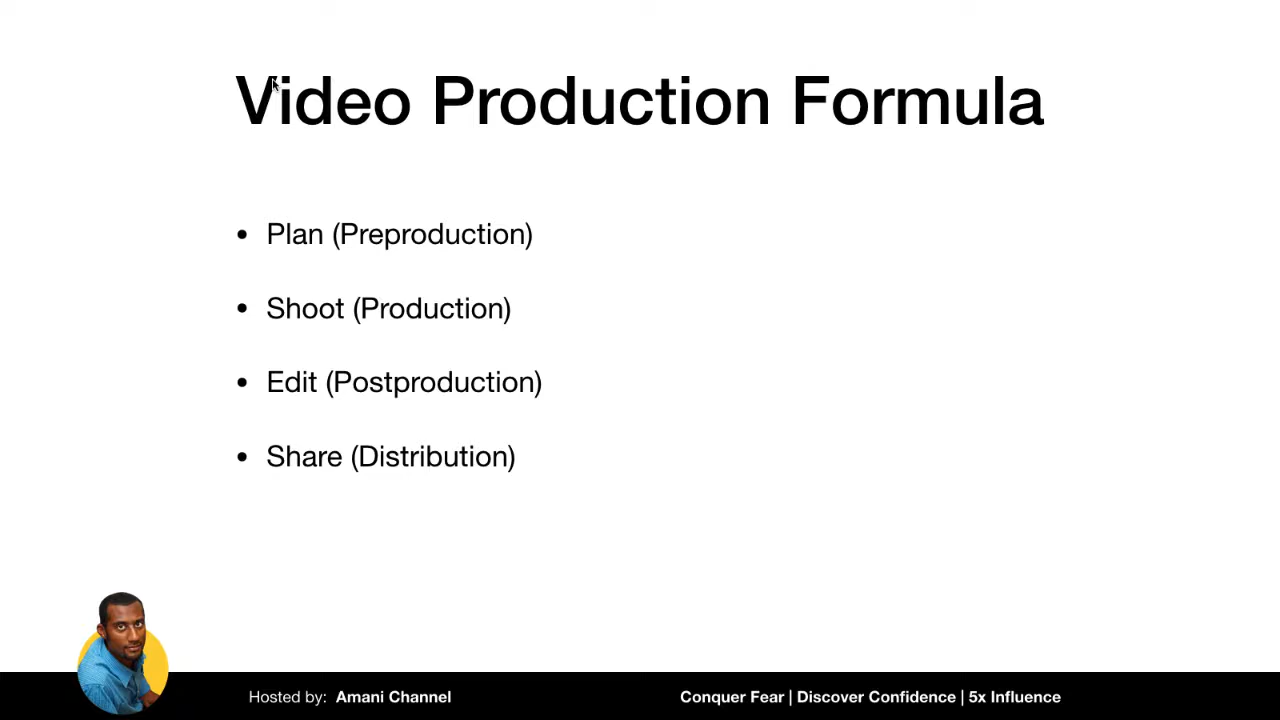 Video Production Formula
• Plan (Preproduction)
• Shoot (Production)
• Edit (Postproduction)
• Share (Distribution)
Hosted by: Amani Channel
Conquer Fear | Discover Confidence | 5x Influence